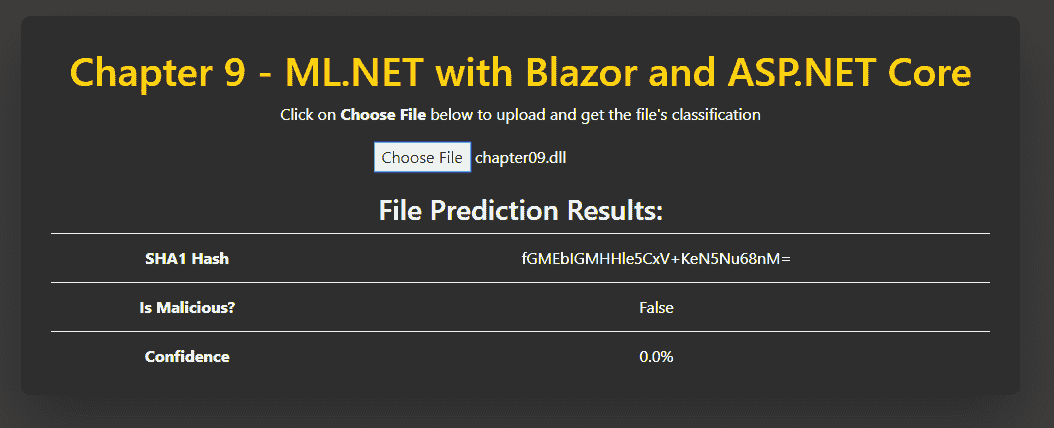 Chapter 9 - ML.NET with Blazor and ASP.NET Core
Click on Choose File below to upload and get the file's classification
Choose File chapter09.dll
File Prediction Results:
SHA1 Hash fGMEbIGMHHle5CxV+KeN5Nu68nM=
Is Malicious? False
Confidence 0.0%